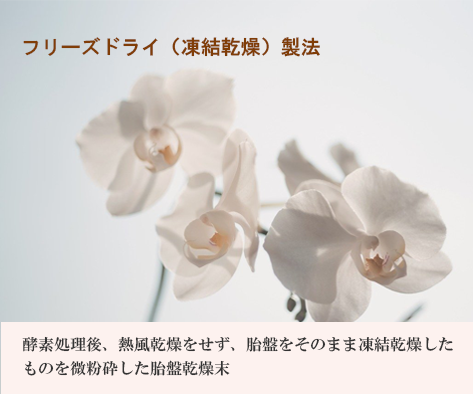 フリーズドライ（凍結乾燥）製法
酵素処理後、熱風乾燥をせず、胎盤をそのまま凍結乾燥した
ものを微粉砕した胎盤乾燥末